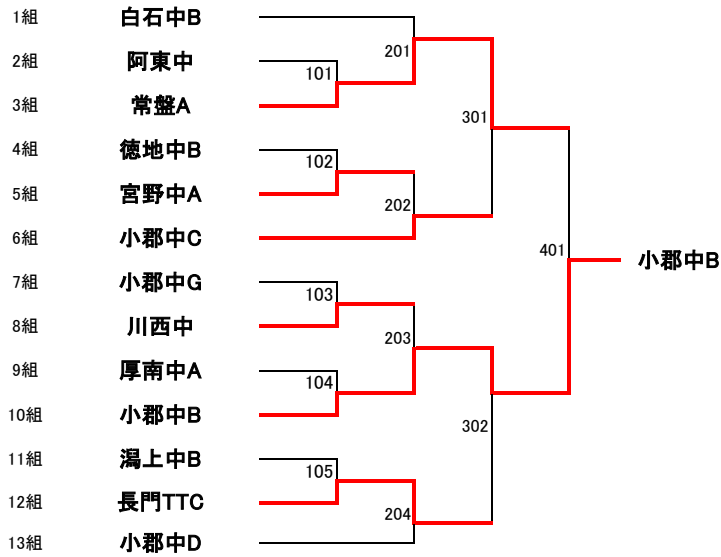 1組 白石中B
201
2組 阿東中
101
3組 常盤A
301
4組 徳地中B
102
5組 宮野中A
202
6組 小郡中C
401 小郡中B
7組 小郡中G
103
8組 川西中
203
9組 厚南中A
104
10組 小郡中B
302
11組 潟上中B
105
12組 長門TTC
204
13組 小郡中D